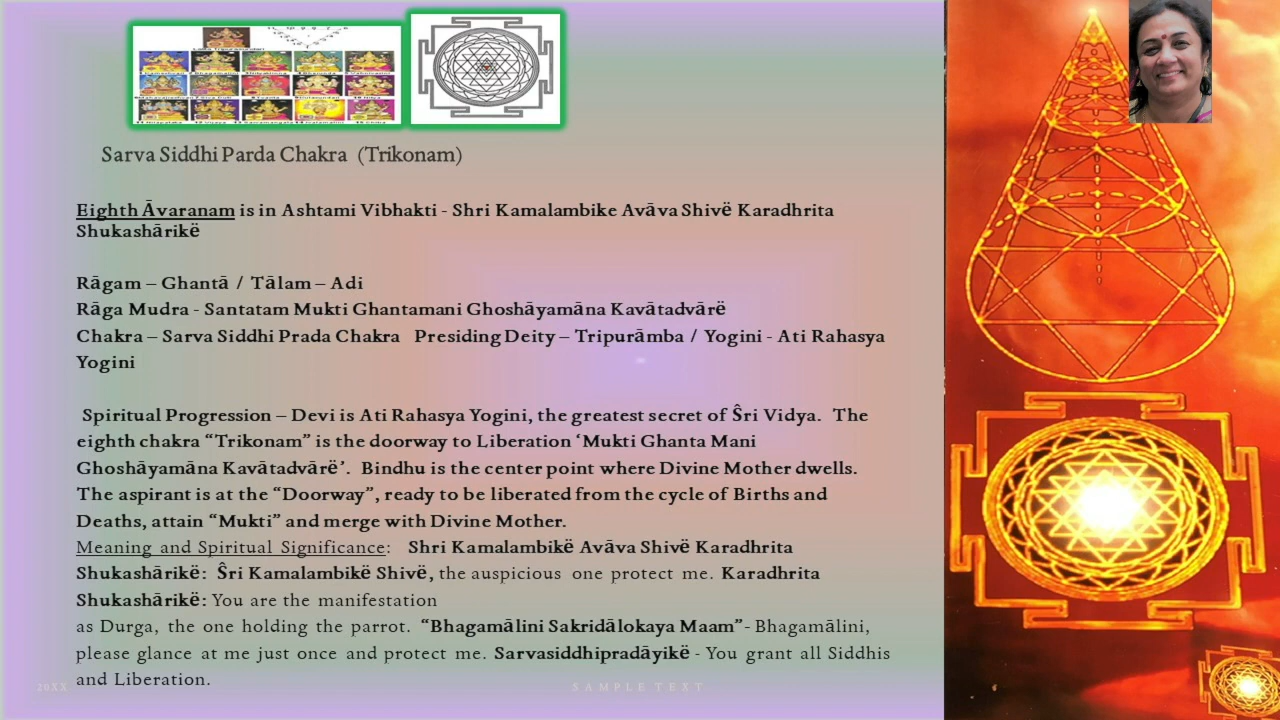 Sarva Siddhi Parda Chakra (Trikonam)
Eighth Āvaranam is in Ashtami Vibhakti - Shri Kamalambike Avāva Shivë Karadhrita
Shukashārikë
Rāgam – Ghantā / Tālam – Adi
Rāga Mudra - Santatam Mukti Ghantamani Ghoshāyamāna Kavātadvārë
Chakra – Sarva Siddhi Prada Chakra Presiding Deity – Tripurāmba / Yogini - Ati Rahasya
Yogini
Spiritual Progression – Devi is Ati Rahasya Yogini, the greatest secret of Ŝri Vidya. The
eighth chakra “Trikonam” is the doorway to Liberation ‘Mukti Ghanta Mani
Ghoshāyamāna Kavātadvārë’. Bindhu is the center point where Divine Mother dwells.
The aspirant is at the “Doorway”, ready to be liberated from the cycle of Births and
Deaths, attain “Mukti” and merge with Divine Mother.
Meaning and Spiritual Significance: Shri Kamalambikë Avāva Shivë Karadhrita
Shukashārikë: Ŝri Kamalambikë Shivë, the auspicious one protect me. Karadhrita
Shukashārikë: You are the manifestation
as Durga, the one holding the parrot. “Bhagamālini Sakridālokaya Maam”- Bhagamālini,
please glance at me just once and protect me. Sarvasiddhipradāyikë - You grant all Siddhis
and Liberation.
20XX SAMPLE TEXT